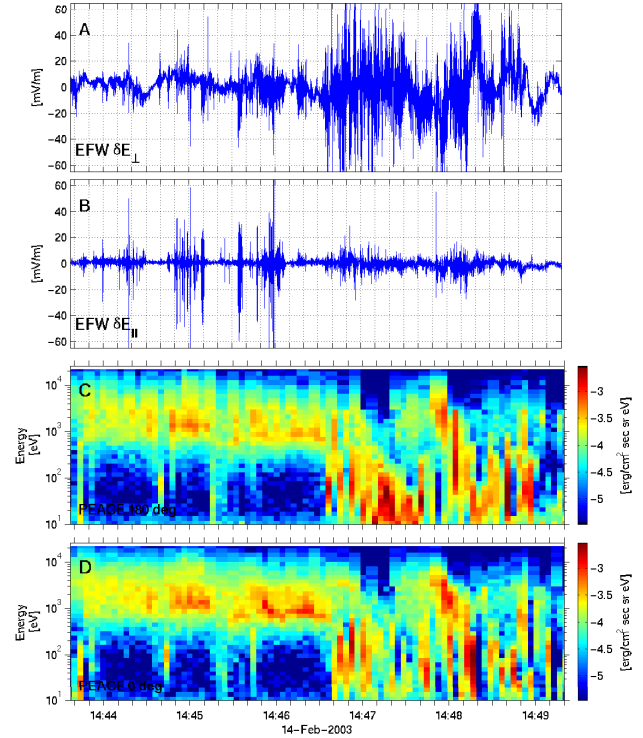 60
40
20
0
−20
−40
−60
[mV/m]
A
EFW δE⊥
60
40
20
0
−20
−40
−60
[mV/m]
B
EFW δE||
10⁴
10³
10²
10¹
Energy
[eV]
C
PEACE 180 deg
−3
−3.5
−4
−4.5
−5
[erg/cm² sec sr eV]
10⁴
10³
10²
10¹
Energy
[eV]
D
PEACE 0 deg
−3
−3.5
−4
−4.5
−5
[erg/cm² sec sr eV]
14:44 14:45 14:46 14:47 14:48 14:49
14−Feb−2003